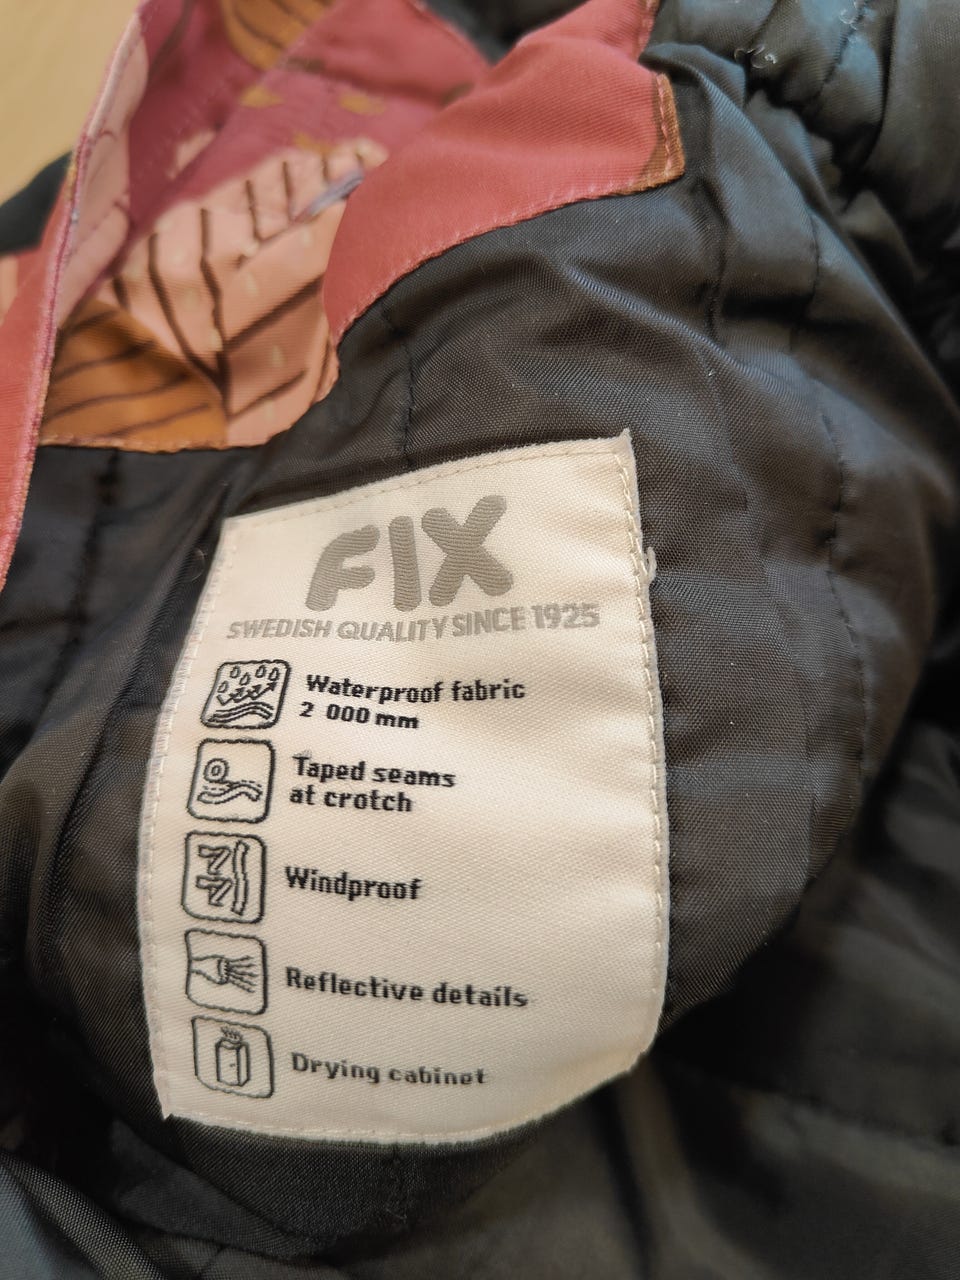 FIX
SWEDISH QUALITY SINCE 1925
Waterproof fabric
2 000 mm
Taped seams
at crotch
Windproof
Reflective details
Drying cabinet